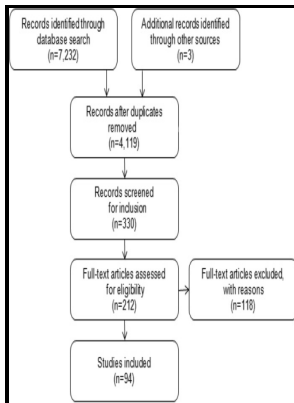 Records identified through
database search
(n=7,232)
Additional records identified
through other sources
(n=3)
Records after duplicates
removed
(n=4,119)
Records screened
for inclusion
(n=330)
Full-text articles assessed
for eligibility
(n=212)
Full-text articles excluded,
with reasons
(n=118)
Studies included
(n=94)